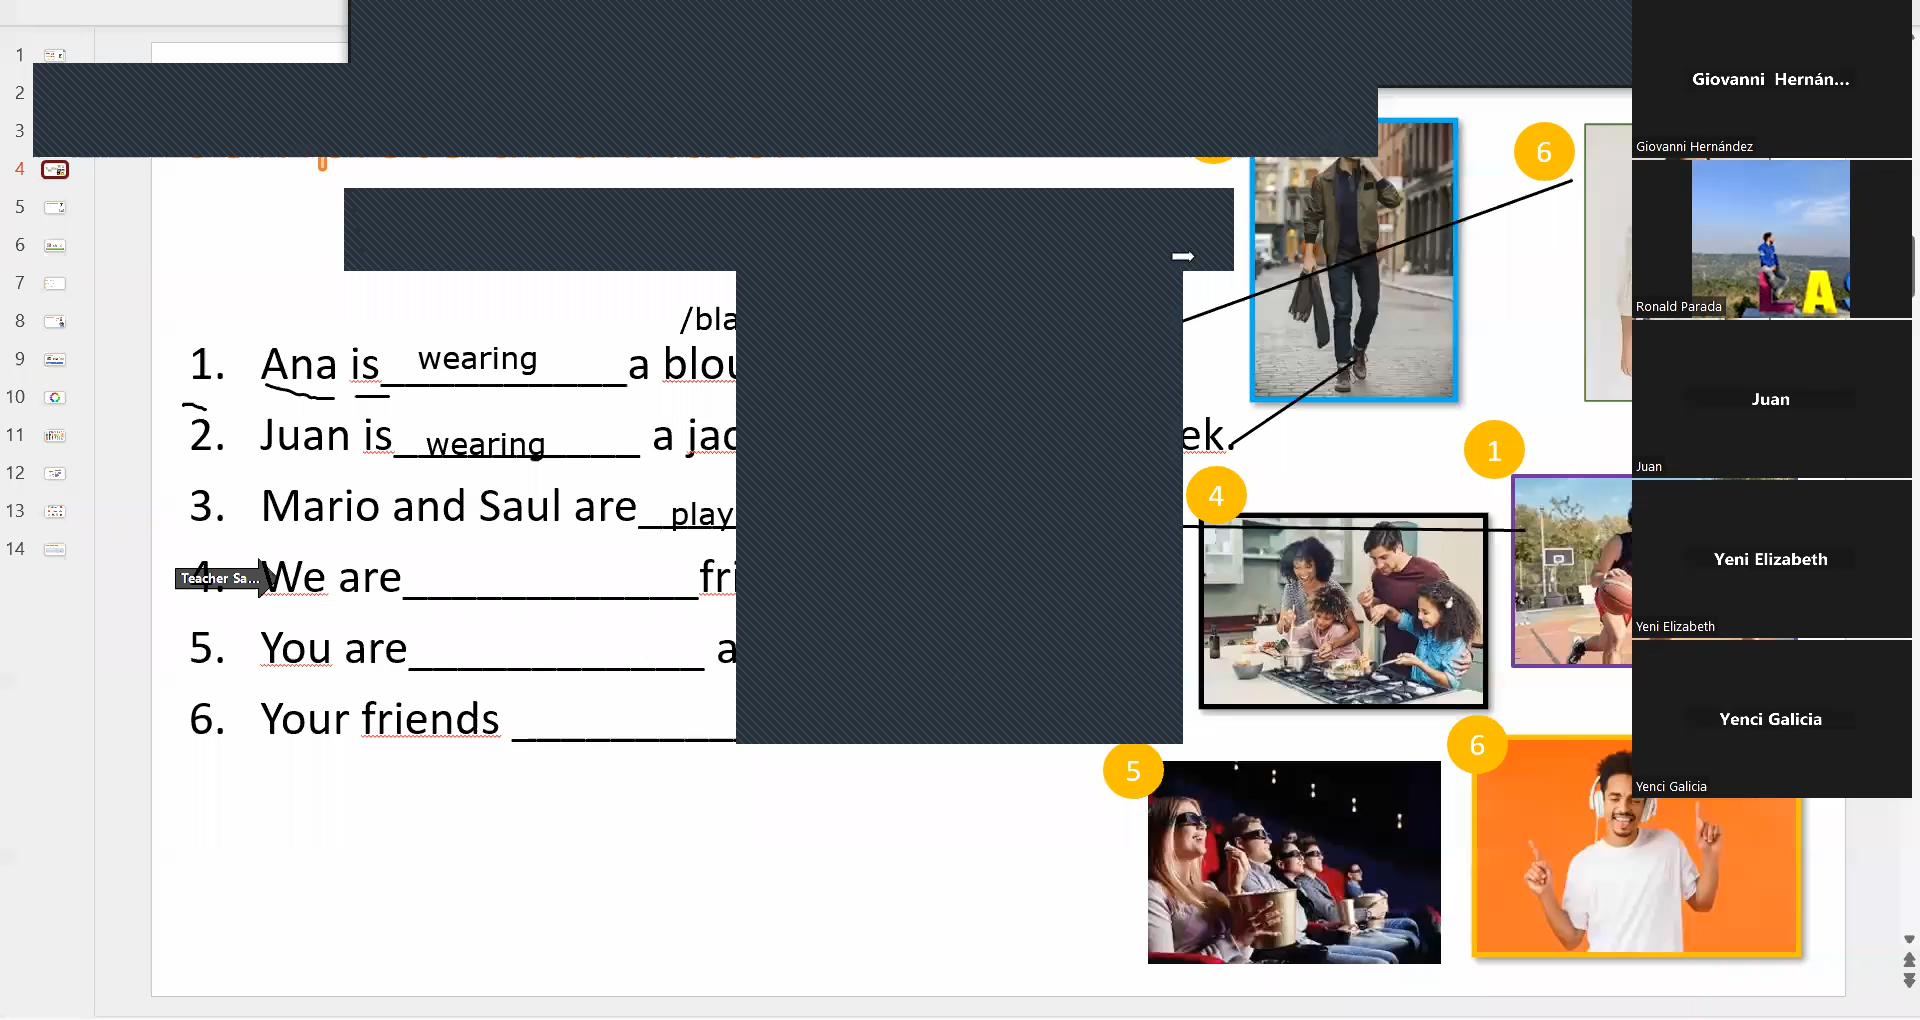 1
2
3
4
5
6
7
8
9
10
11
12
13
14
/bla
1. Ana is wearing a blou
2. Juan is wearing a jac ek.
3. Mario and Saul are play
4. We are fri
Teacher Sa...
5. You are a
6. Your friends
6
1
4
5
6
Giovanni Hernán...
Giovanni Hernández
LA
Ronald Parada
Juan
Juan
Yeni Elizabeth
Yeni Elizabeth
Yenci Galicia
Yenci Galicia